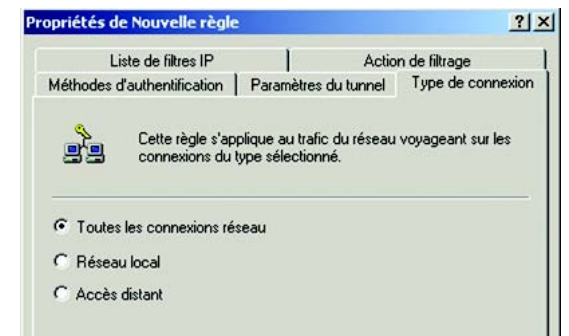 Propriétés de Nouvelle règle
Liste de filtres IP
Action de filtrage
Méthodes d'authentification
Paramètres du tunnel
Type de connexion
Cette règle s'applique au trafic du réseau voyageant sur les
connexions du type sélectionné.
Toutes les connexions réseau
Réseau local
Accès distant